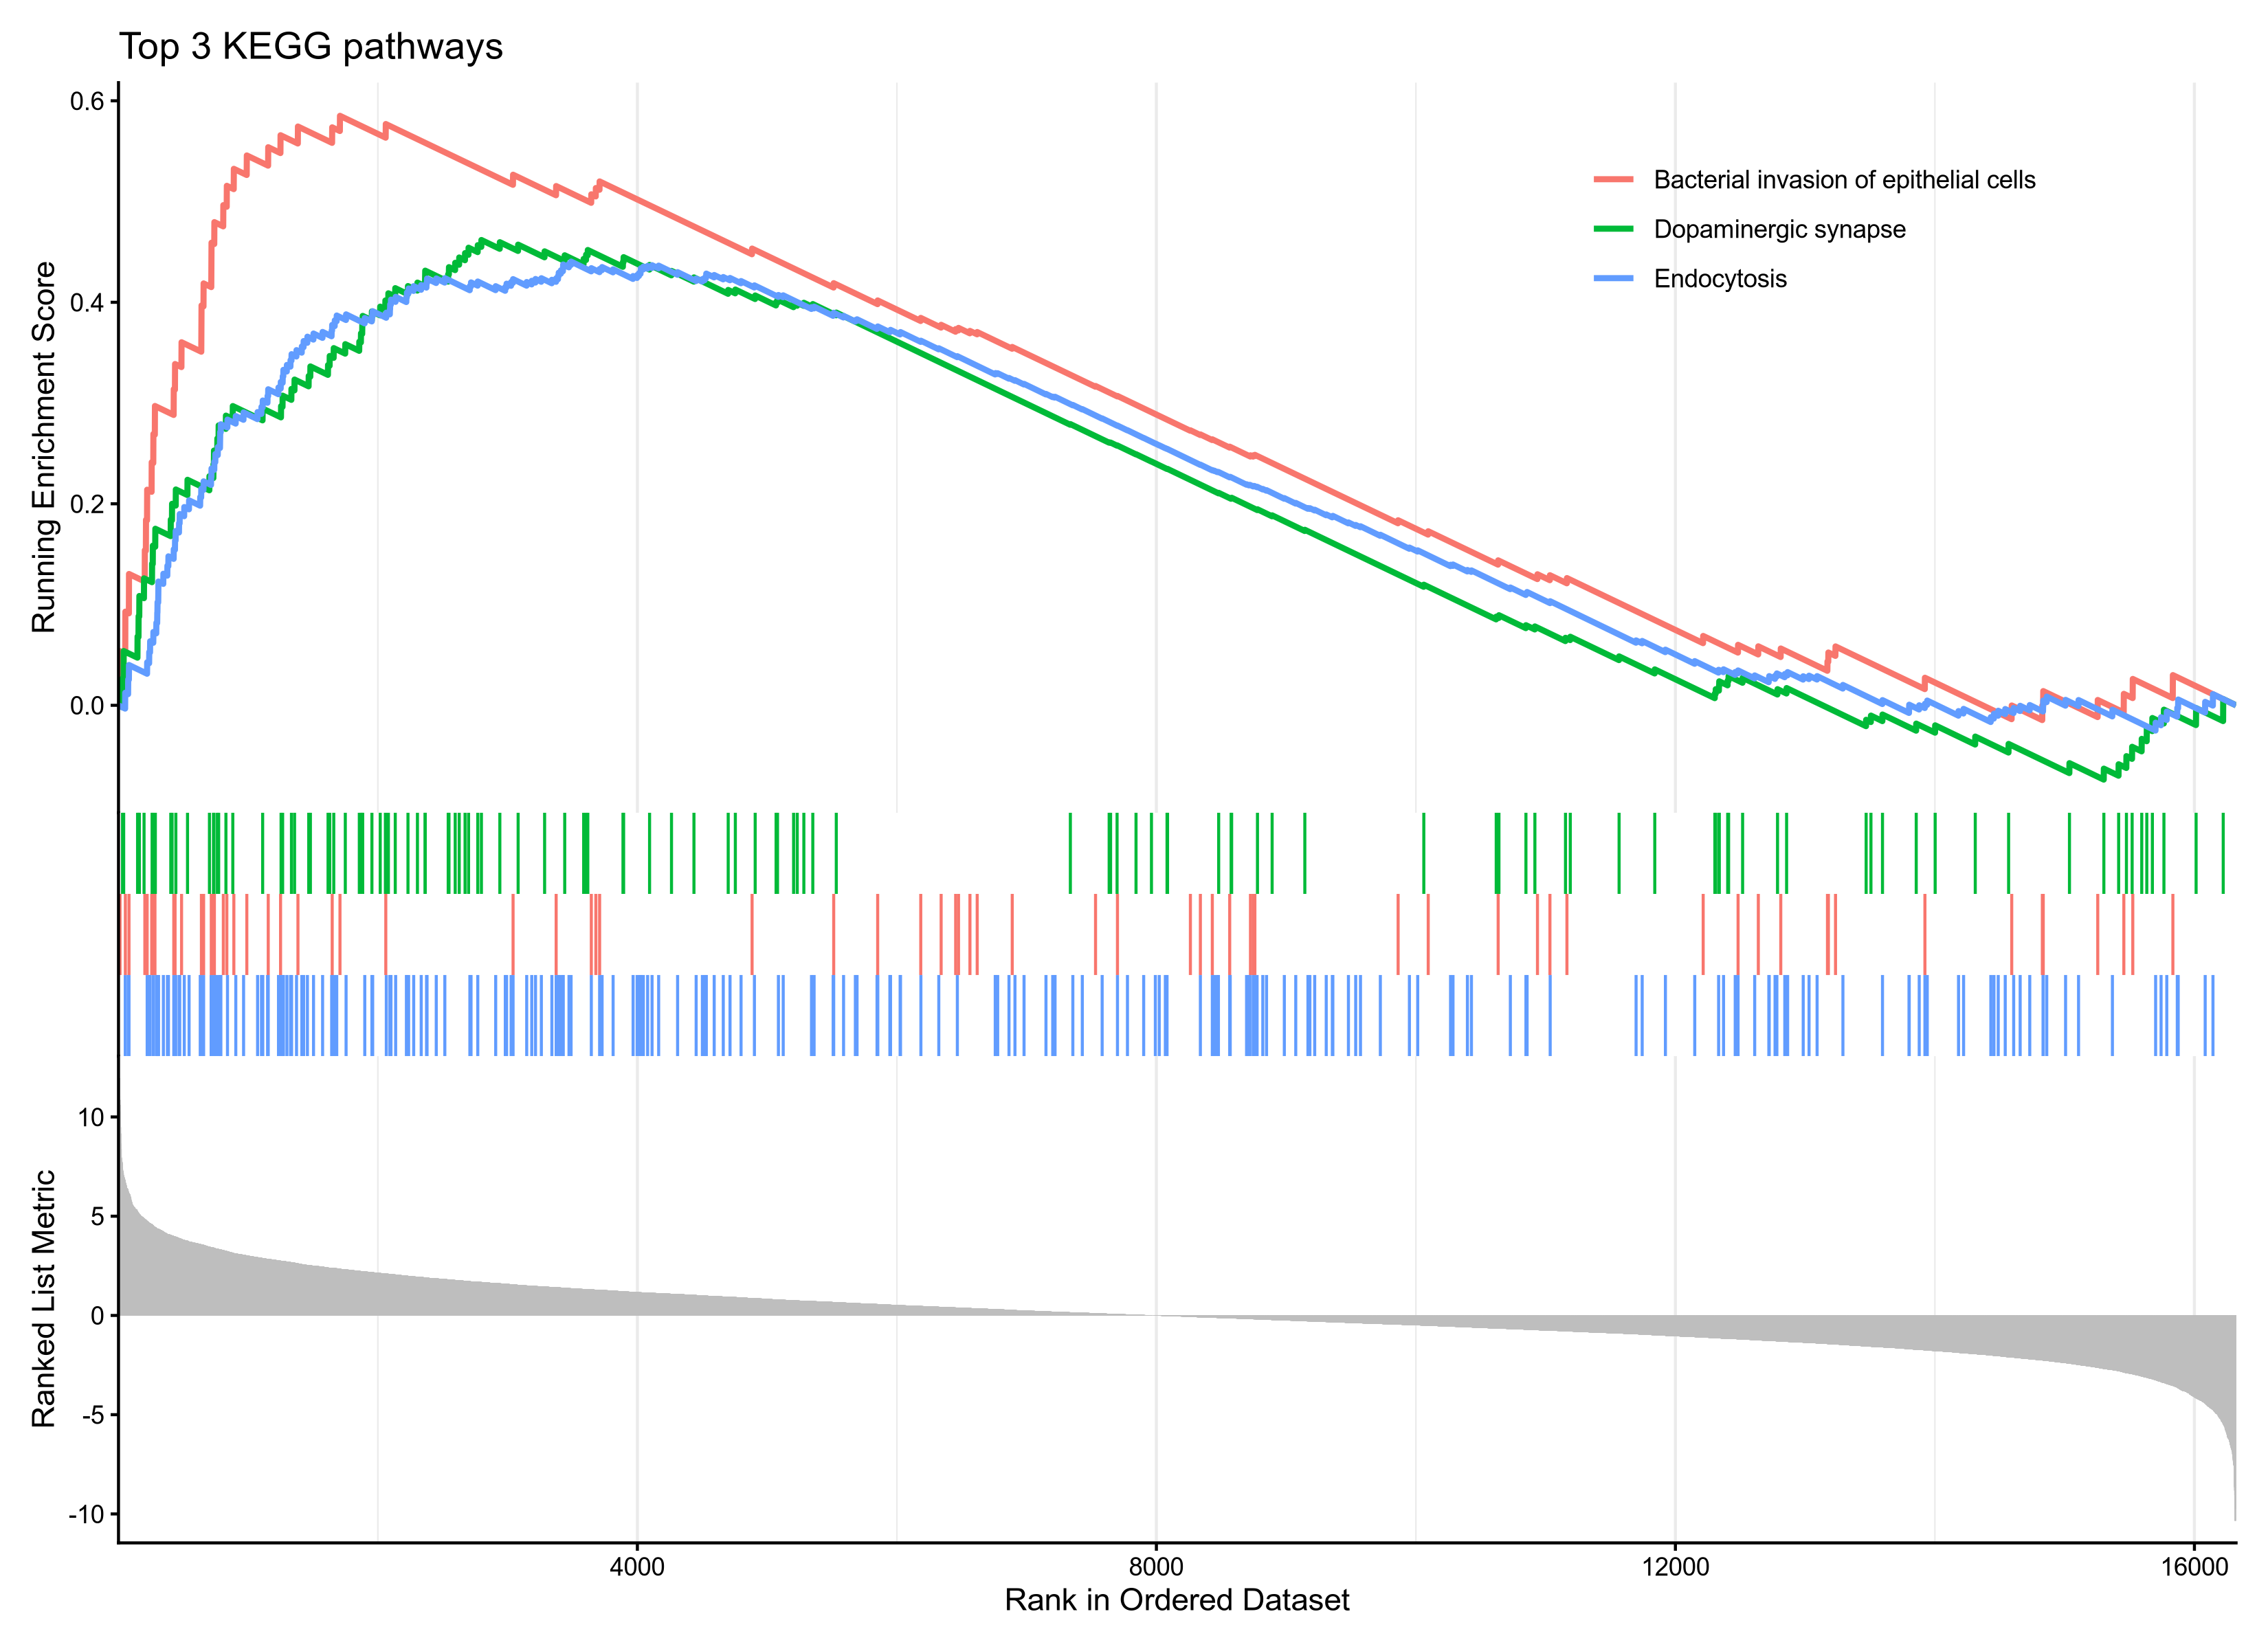 Top 3 KEGG pathways
Running Enrichment Score
0.6
0.4
0.2
0.0
Bacterial invasion of epithelial cells
Dopaminergic synapse
Endocytosis
Ranked List Metric
10
5
0
-5
-10
4000 8000 12000 16000
Rank in Ordered Dataset